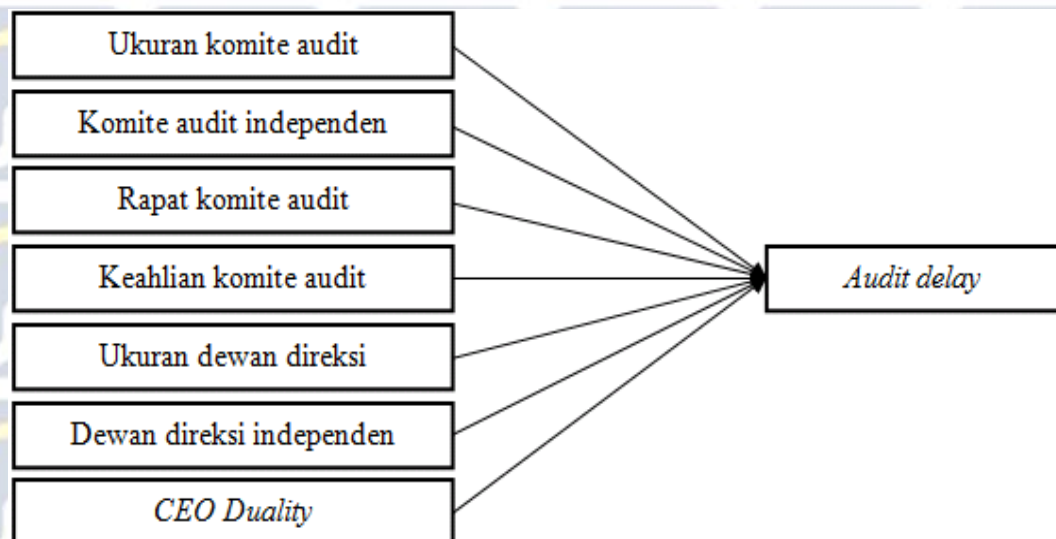 Ukuran komite audit
Komite audit independen
Rapat komite audit
Keahlian komite audit
Audit delay
Ukuran dewan direksi
Dewan direksi independen
CEO Duality